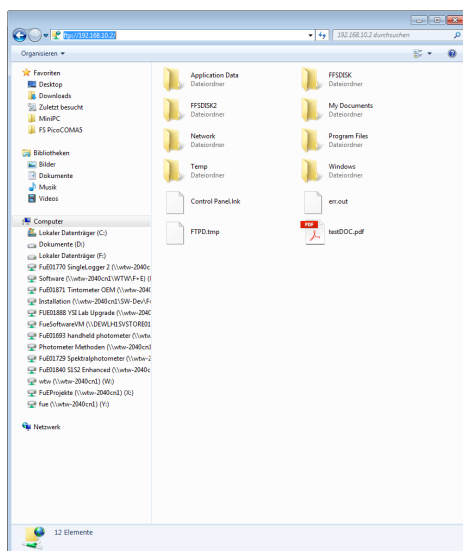 ftp://192.168.10.2/
192.168.10.2 durchsuchen
Organisieren
Favoriten
Desktop
Downloads
Zuletzt besucht
MiniPC
FS PicoCOMA5
Bibliotheken
Bilder
Dokumente
Musik
Videos
Computer
Lokaler Datenträger (C:)
Dokumente (D:)
Lokaler Datenträger (F:)
FuE01770 SingleLogger 2 (\\wtw-2040c
Software (\\wtw-2040cn1\WTW\F+E) (
FuE01871 Tintometer OEM (\\wtw-204(
Installation (\\wtw-2040cn1\SW-Dev\F
YSI Lab Upgrade (\\wtw-2040
FueSoftwareVM (\\DEWLH1SVSTORE01
FuE01693 handheld photometer (\\wtw
Photometer Methoden (\\wtw-2040cn1
FuE01729 Spektralphotometer (\\wtw-2
FuE01840 S1S2 Enhanced (\\wtw-2040c
wtw (\\wtw-2040cn1) (W:)
FuEProjekte (\\wtw-2040cn1) (X:)
fue (\\wtw-2040cn1) (Y:)
Netzwerk
Application Data
Dateiordner
FFSDISK
Dateiordner
FFSDISK2
Dateiordner
My Documents
Dateiordner
Network
Dateiordner
Program Files
Dateiordner
Temp
Dateiordner
Windows
Dateiordner
Control Panel.lnk
err.out
FTPD.tmp
PDF
testDOC.pdf
12 Elemente